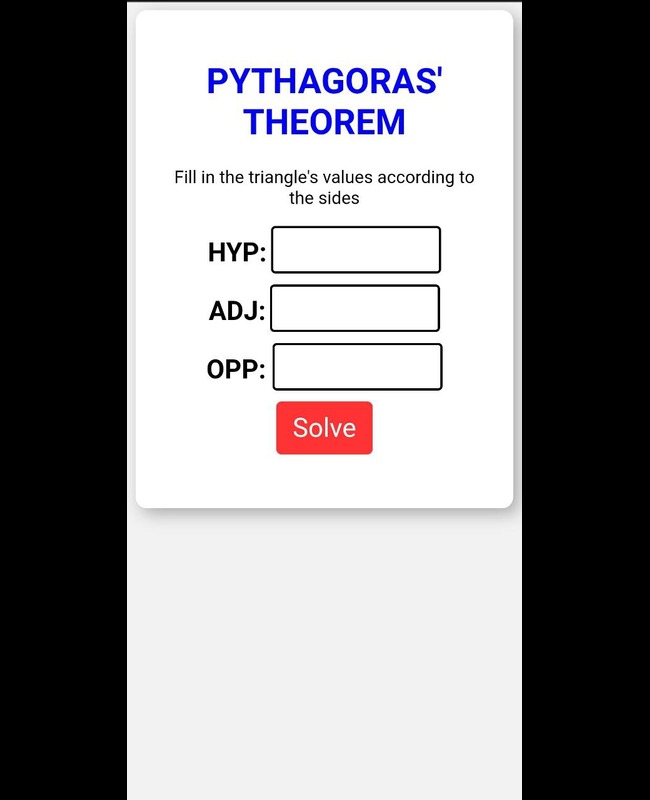 PYTHAGORAS'
THEOREM
Fill in the triangle's values according to
the sides
HYP:
ADJ:
OPP:
Solve